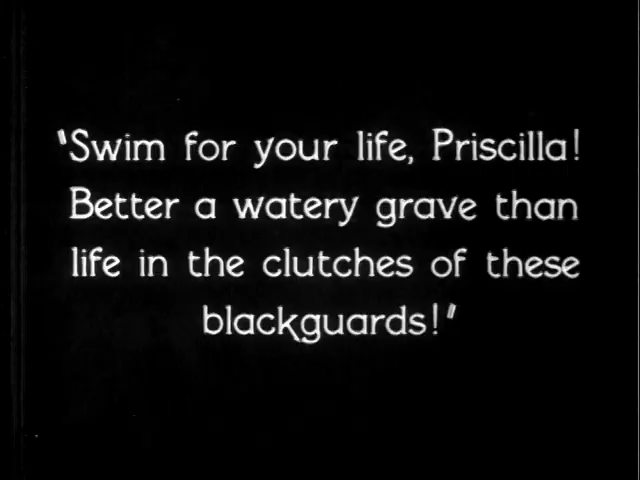 "Swim for your life, Priscilla!
Better a watery grave than
life in the clutches of these
blackguards!"